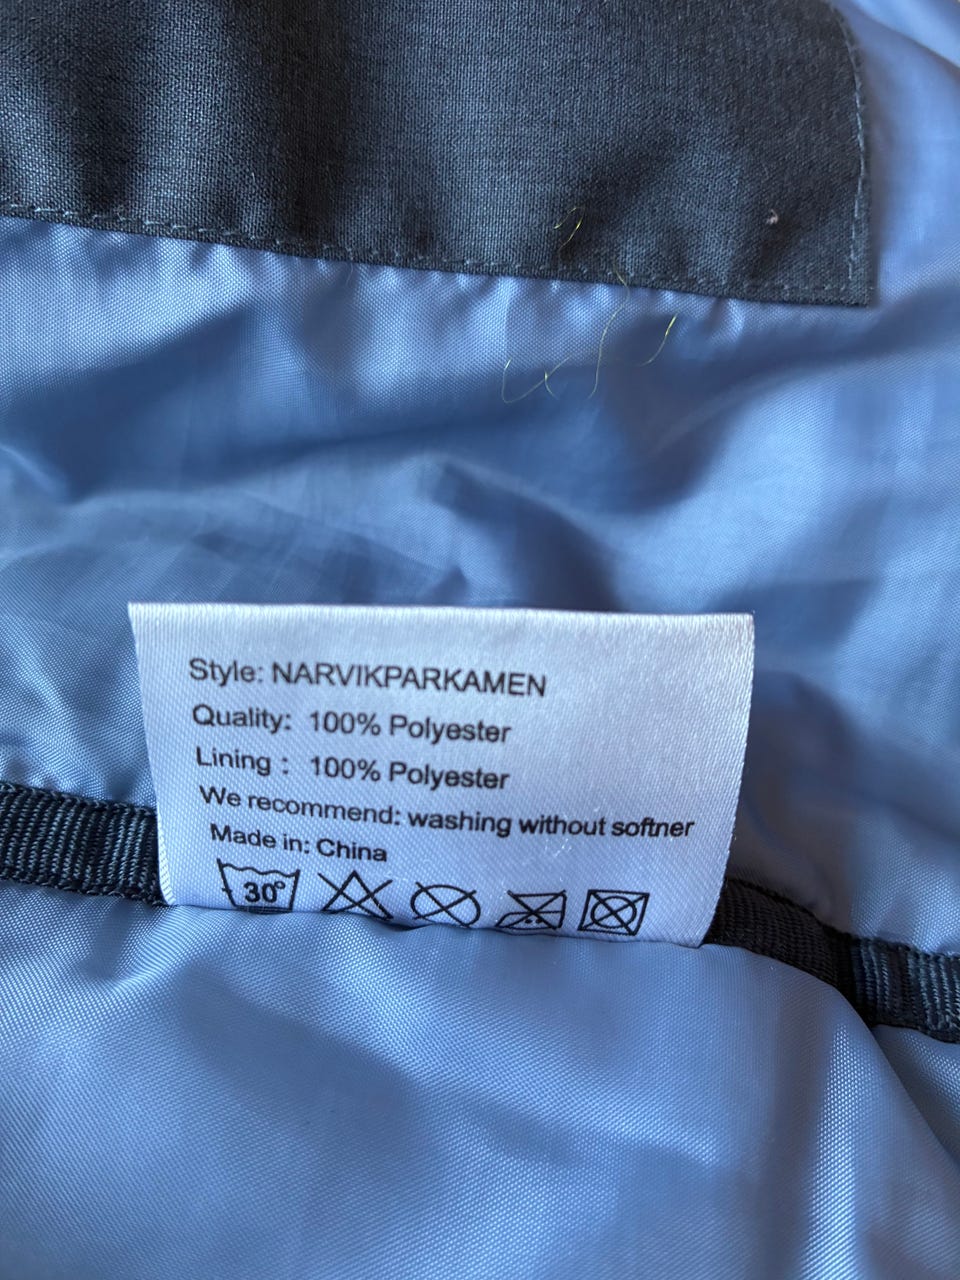 Style: NARVIKPARKAMEN
Quality: 100% Polyester
Lining : 100% Polyester
We recommend: washing without softner
Made in: China
30°